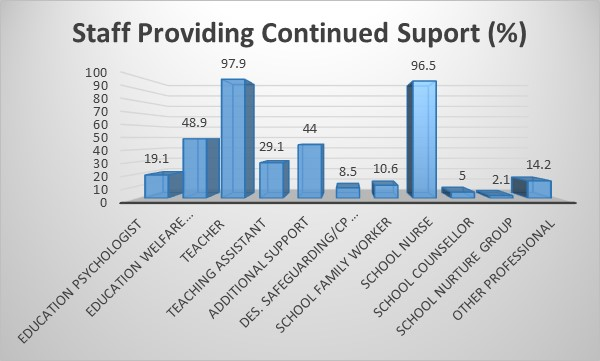 Staff Providing Continued Suport (%)
100
90
80
70
60
50
40
30
20
10
0
19.1
48.9
97.9
29.1
44
8.5
10.6
96.5
5
2.1
14.2
EDUCATION PSYCHOLOGIST
EDUCATION WELFARE...
TEACHER
TEACHING ASSISTANT
ADDITIONAL SUPPORT
DES. SAFEGUARDING/CP ...
SCHOOL FAMILY WORKER
SCHOOL NURSE
SCHOOL COUNSELLOR
SCHOOL NURTURE GROUP
OTHER PROFESSIONAL